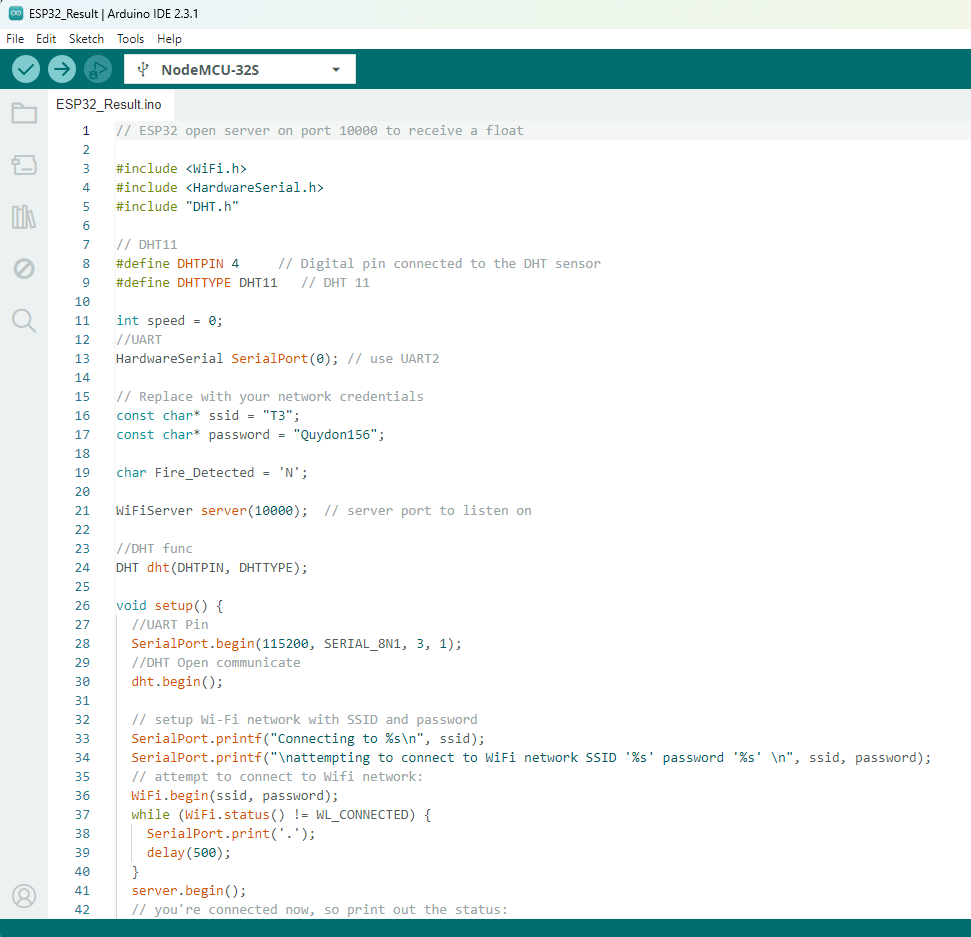 ESP32_Result | Arduino IDE 2.3.1
File Edit Sketch Tools Help
NodeMCU-32S
ESP32_Result.ino
1 // ESP32 open server on port 10000 to receive a float
2
3 #include <WiFi.h>
4 #include <HardwareSerial.h>
5 #include "DHT.h"
6
7 // DHT11
8 #define DHTPIN 4     // Digital pin connected to the DHT sensor
9 #define DHTTYPE DHT11   // DHT 11
10
11 int speed = 0;
12 //UART
13 HardwareSerial SerialPort(0); // use UART2
14
15 // Replace with your network credentials
16 const char* ssid = "T3";
17 const char* password = "Quydon156";
18
19 char Fire_Detected = 'N';
20
21 WiFiServer server(10000);  // server port to listen on
22
23 //DHT func
24 DHT dht(DHTPIN, DHTTYPE);
25
26 void setup() {
27   //UART Pin
28   SerialPort.begin(115200, SERIAL_8N1, 3, 1);
29   //DHT Open communicate
30   dht.begin();
31
32   // setup Wi-Fi network with SSID and password
33   SerialPort.printf("Connecting to %s\n", ssid);
34   SerialPort.printf("\nattempting to connect to WiFi network SSID '%s' password '%s' \n", ssid, password);
35   // attempt to connect to Wifi network:
36   WiFi.begin(ssid, password);
37   while (WiFi.status() != WL_CONNECTED) {
38     SerialPort.print('.');
39     delay(500);
40   }
41   server.begin();
42   // you're connected now, so print out the status: